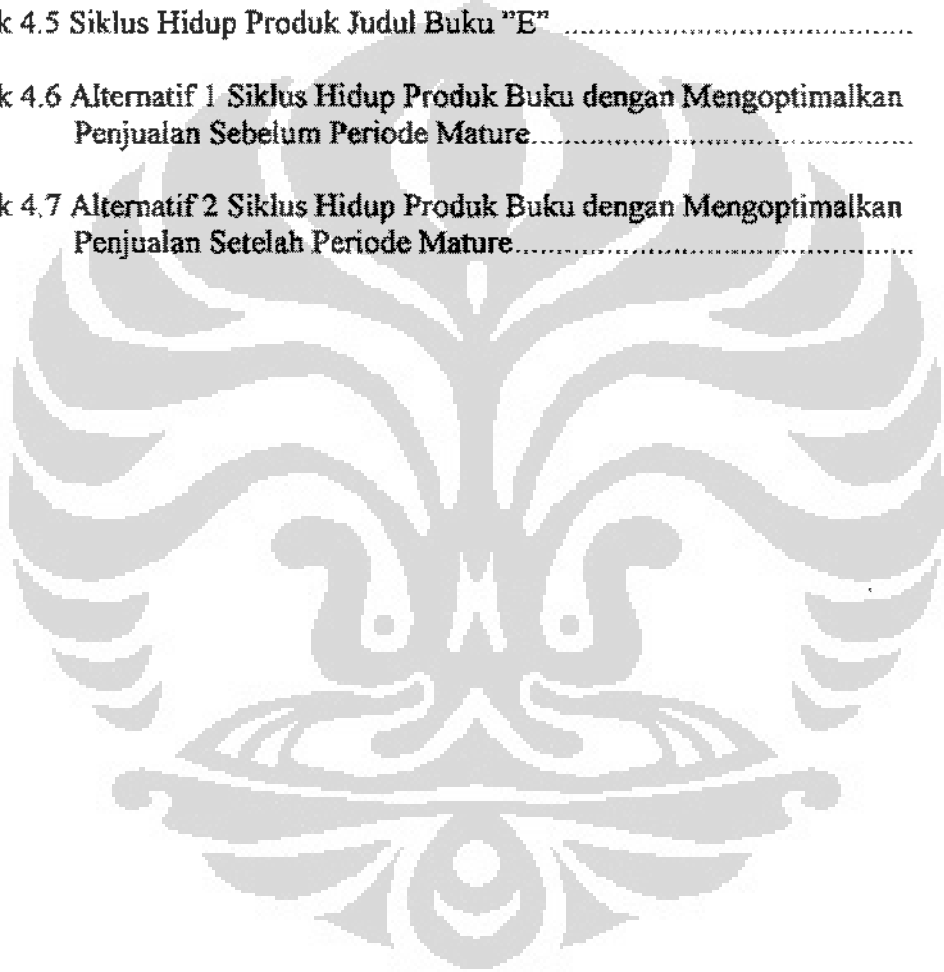 k 4.5 Siklus Hidup Produk Judul Buku ”E” ........................................
k 4.6 Alternatif 1 Siklus Hidup Produk Buku dengan Mengoptimalkan
Penjualan Sebelum Periode Mature............................................
k 4.7 Alternatif 2 Siklus Hidup Produk Buku dengan Mengoptimalkan
Penjualan Setelah Periode Mature..............................................